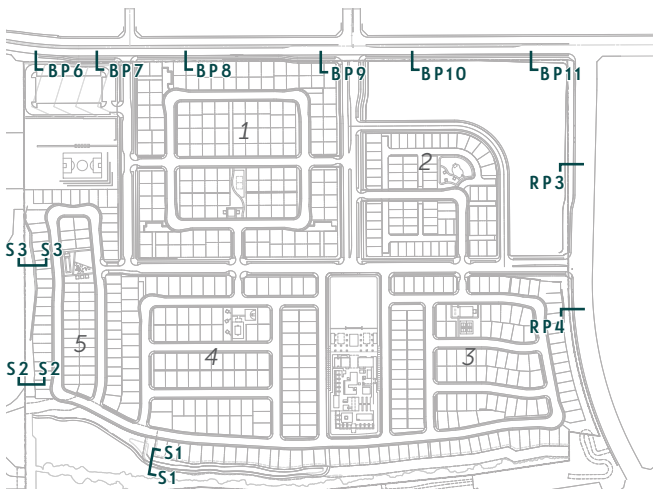 BP6 BP7 BP8 BP9 BP10 BP11
1
2
RP3
S3 S3
RP4
5
4
3
S2 S2
S1
S1